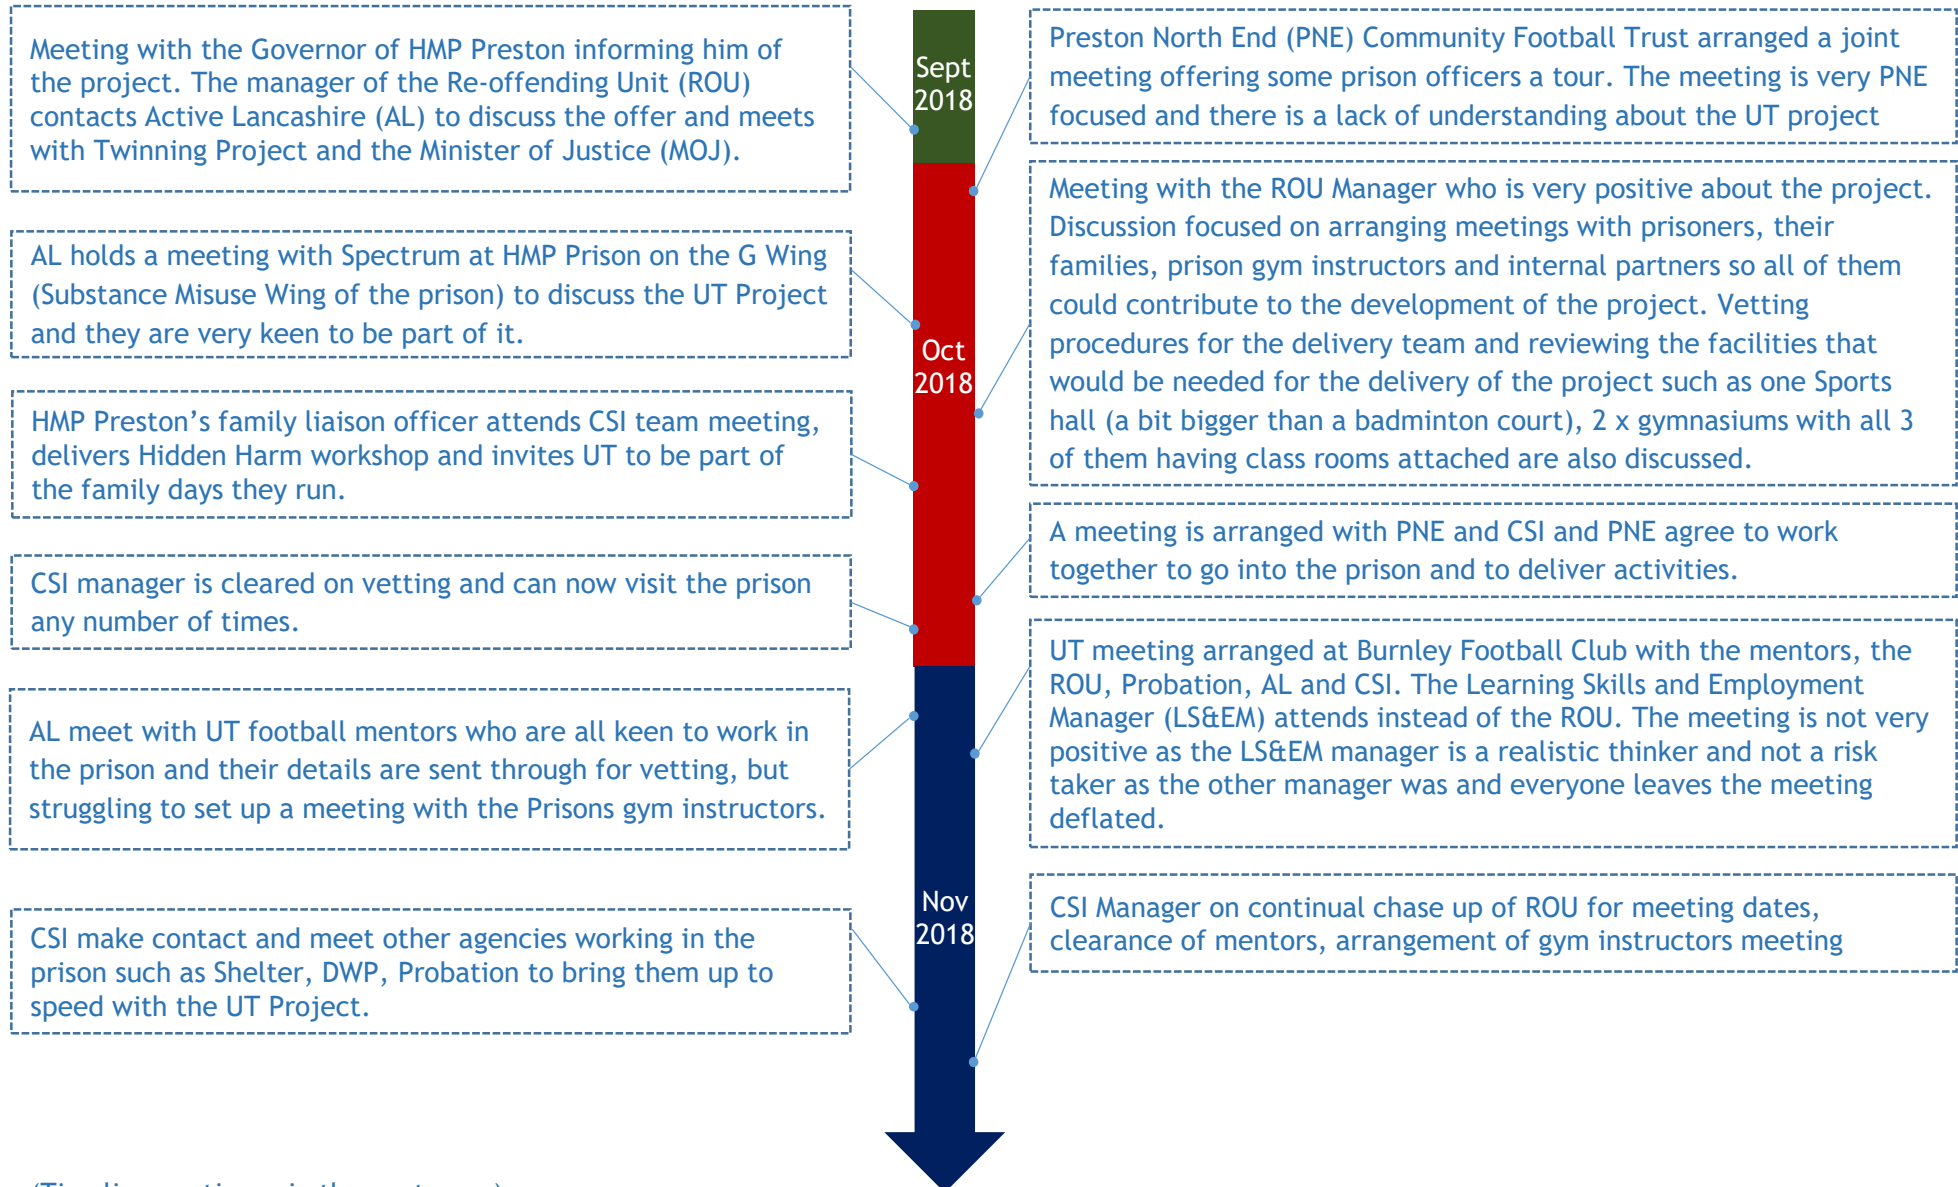 Meeting with the Governor of HMP Preston informing him of
the project. The manager of the Re-offending Unit (ROU)
contacts Active Lancashire (AL) to discuss the offer and meets
with Twinning Project and the Minister of Justice (MOJ).
Sept
2018
Preston North End (PNE) Community Football Trust arranged a joint
meeting offering some prison officers a tour. The meeting is very PNE
focused and there is a lack of understanding about the UT project
AL holds a meeting with Spectrum at HMP Prison on the G Wing
(Substance Misuse Wing of the prison) to discuss the UT Project
and they are very keen to be part of it.
Oct
2018
Meeting with the ROU Manager who is very positive about the project.
Discussion focused on arranging meetings with prisoners, their
families, prison gym instructors and internal partners so all of them
could contribute to the development of the project. Vetting
procedures for the delivery team and reviewing the facilities that
would be needed for the delivery of the project such as one Sports
hall (a bit bigger than a badminton court), 2 x gymnasiums with all 3
of them having class rooms attached are also discussed.
HMP Preston's family liaison officer attends CSI team meeting,
delivers Hidden Harm workshop and invites UT to be part of
the family days they run.
A meeting is arranged with PNE and CSI and PNE agree to work
together to go into the prison and to deliver activities.
CSI manager is cleared on vetting and can now visit the prison
any number of times.
UT meeting arranged at Burnley Football Club with the mentors, the
ROU, Probation, AL and CSI. The Learning Skills and Employment
Manager (LS&EM) attends instead of the ROU. The meeting is not very
positive as the LS&EM manager is a realistic thinker and not a risk
taker as the other manager was and everyone leaves the meeting
deflated.
AL meet with UT football mentors who are all keen to work in
the prison and their details are sent through for vetting, but
struggling to set up a meeting with the Prisons gym instructors.
Nov
2018
CSI Manager on continual chase up of ROU for meeting dates,
clearance of mentors, arrangement of gym instructors meeting
CSI make contact and meet other agencies working in the
prison such as Shelter, DWP, Probation to bring them up to
speed with the UT Project.